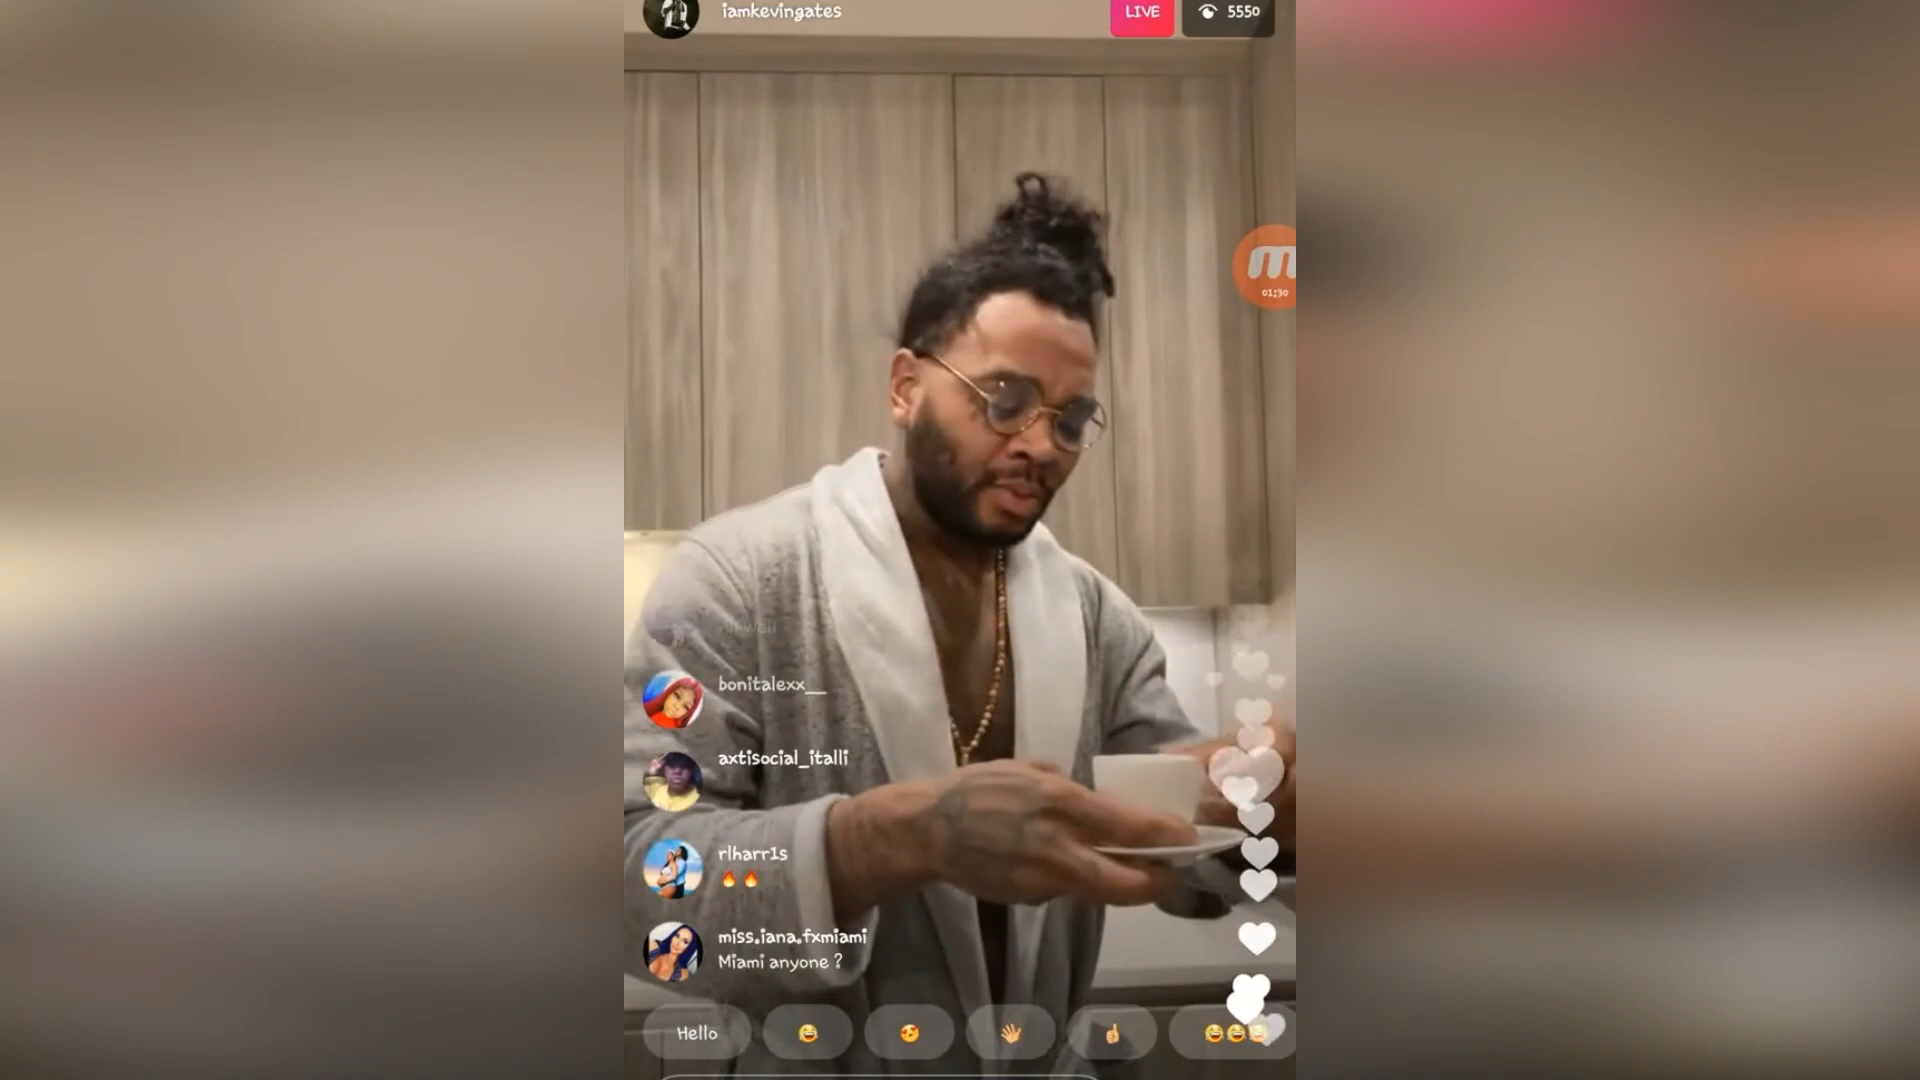 iamkevingates
LIVE
5550
01:30
bonitalexx__
axtisocial_italli
rlharr1s
🔥 🔥
miss.iana.fxmiami
Miami anyone ?
Hello